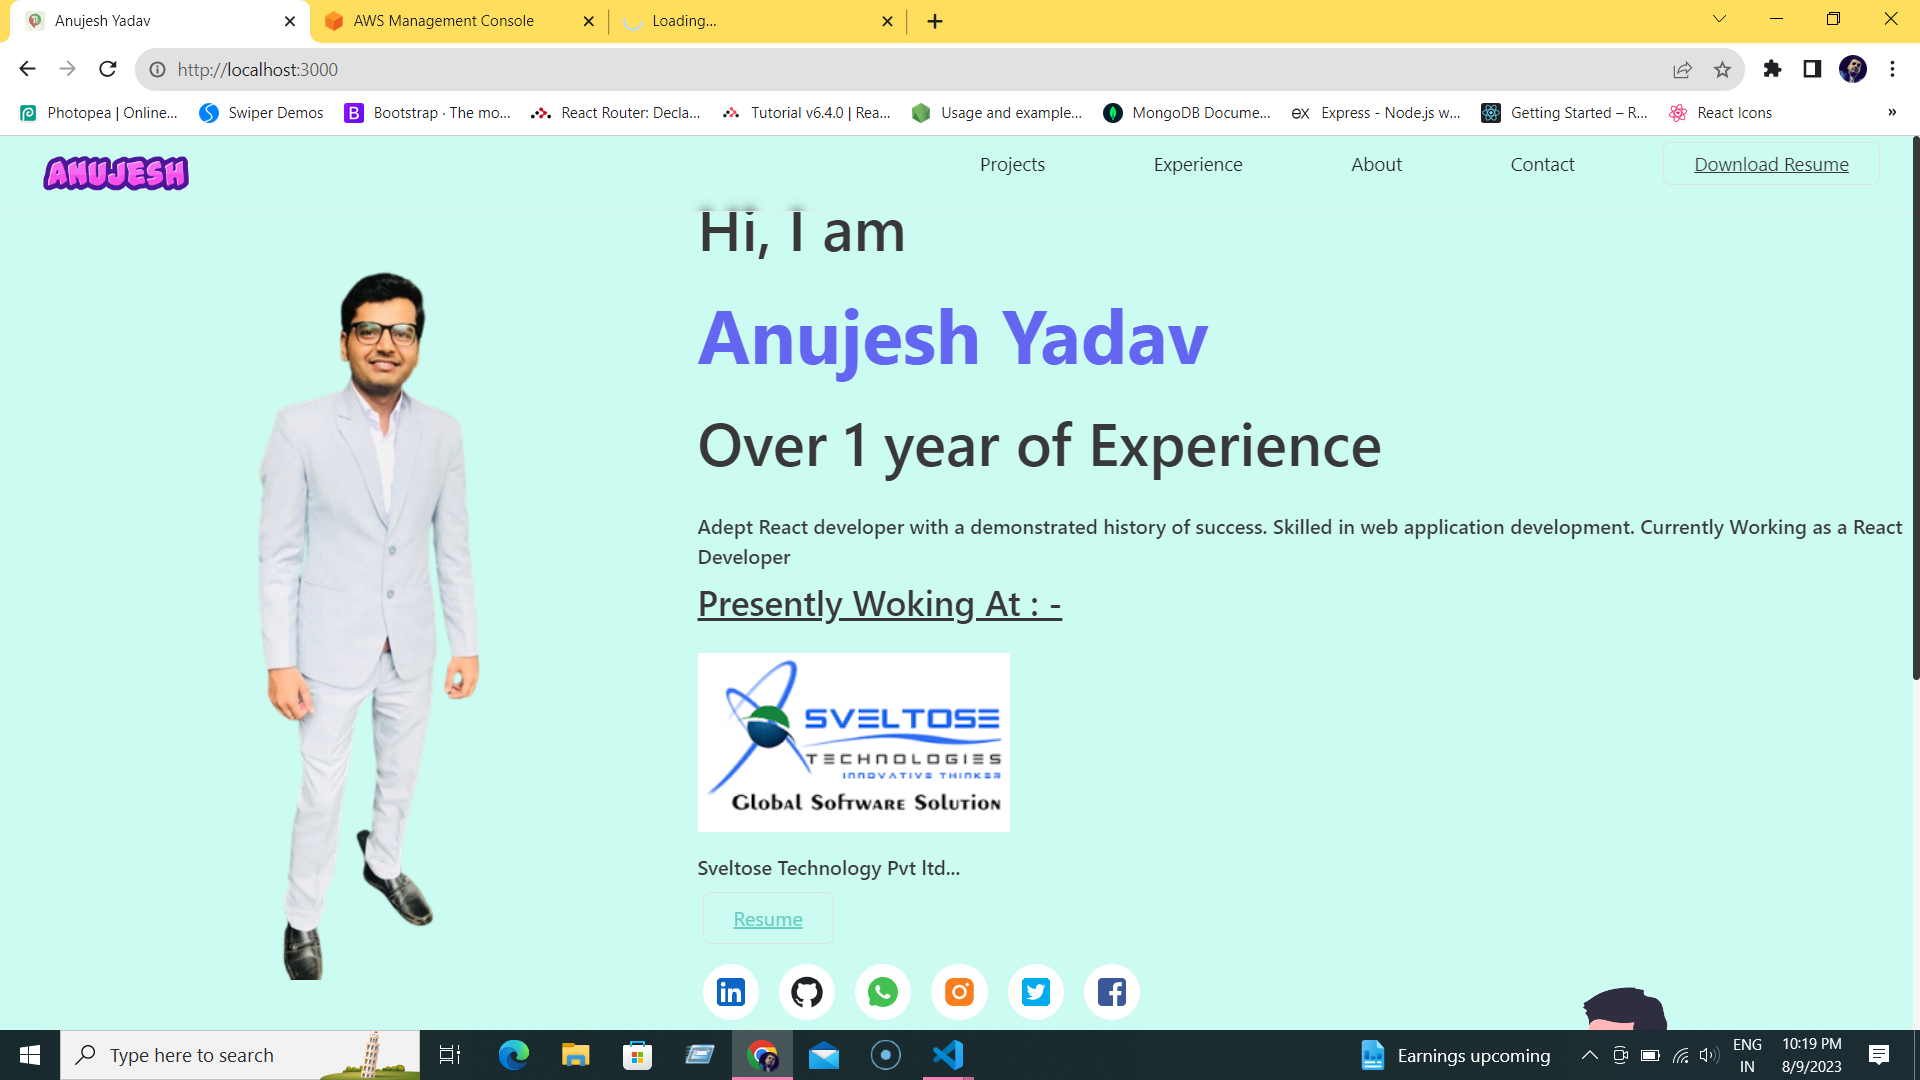 Anujesh Yadav
AWS Management Console
Loading...
http://localhost:3000
Photopea | Online...
Swiper Demos
B
Bootstrap · The mo...
React Router: Decla...
Tutorial v6.4.0 | Rea...
Usage and example...
MongoDB Docume...
ex
Express - Node.js w...
Getting Started – R...
React Icons
»
ANUJESH
Projects
Experience
About
Contact
Download Resume
Hi, I am
Anujesh Yadav
Over 1 year of Experience
Adept React developer with a demonstrated history of success. Skilled in web application development. Currently Working as a React
Developer
Presently Woking At : -
SVELTOSE
TECHNOLOGIES
INNOVATIVE THINKER
Global Software Solution
Sveltose Technology Pvt ltd...
Resume
in
f
Type here to search
Earnings upcoming
ENG
IN
10:19 PM
8/9/2023